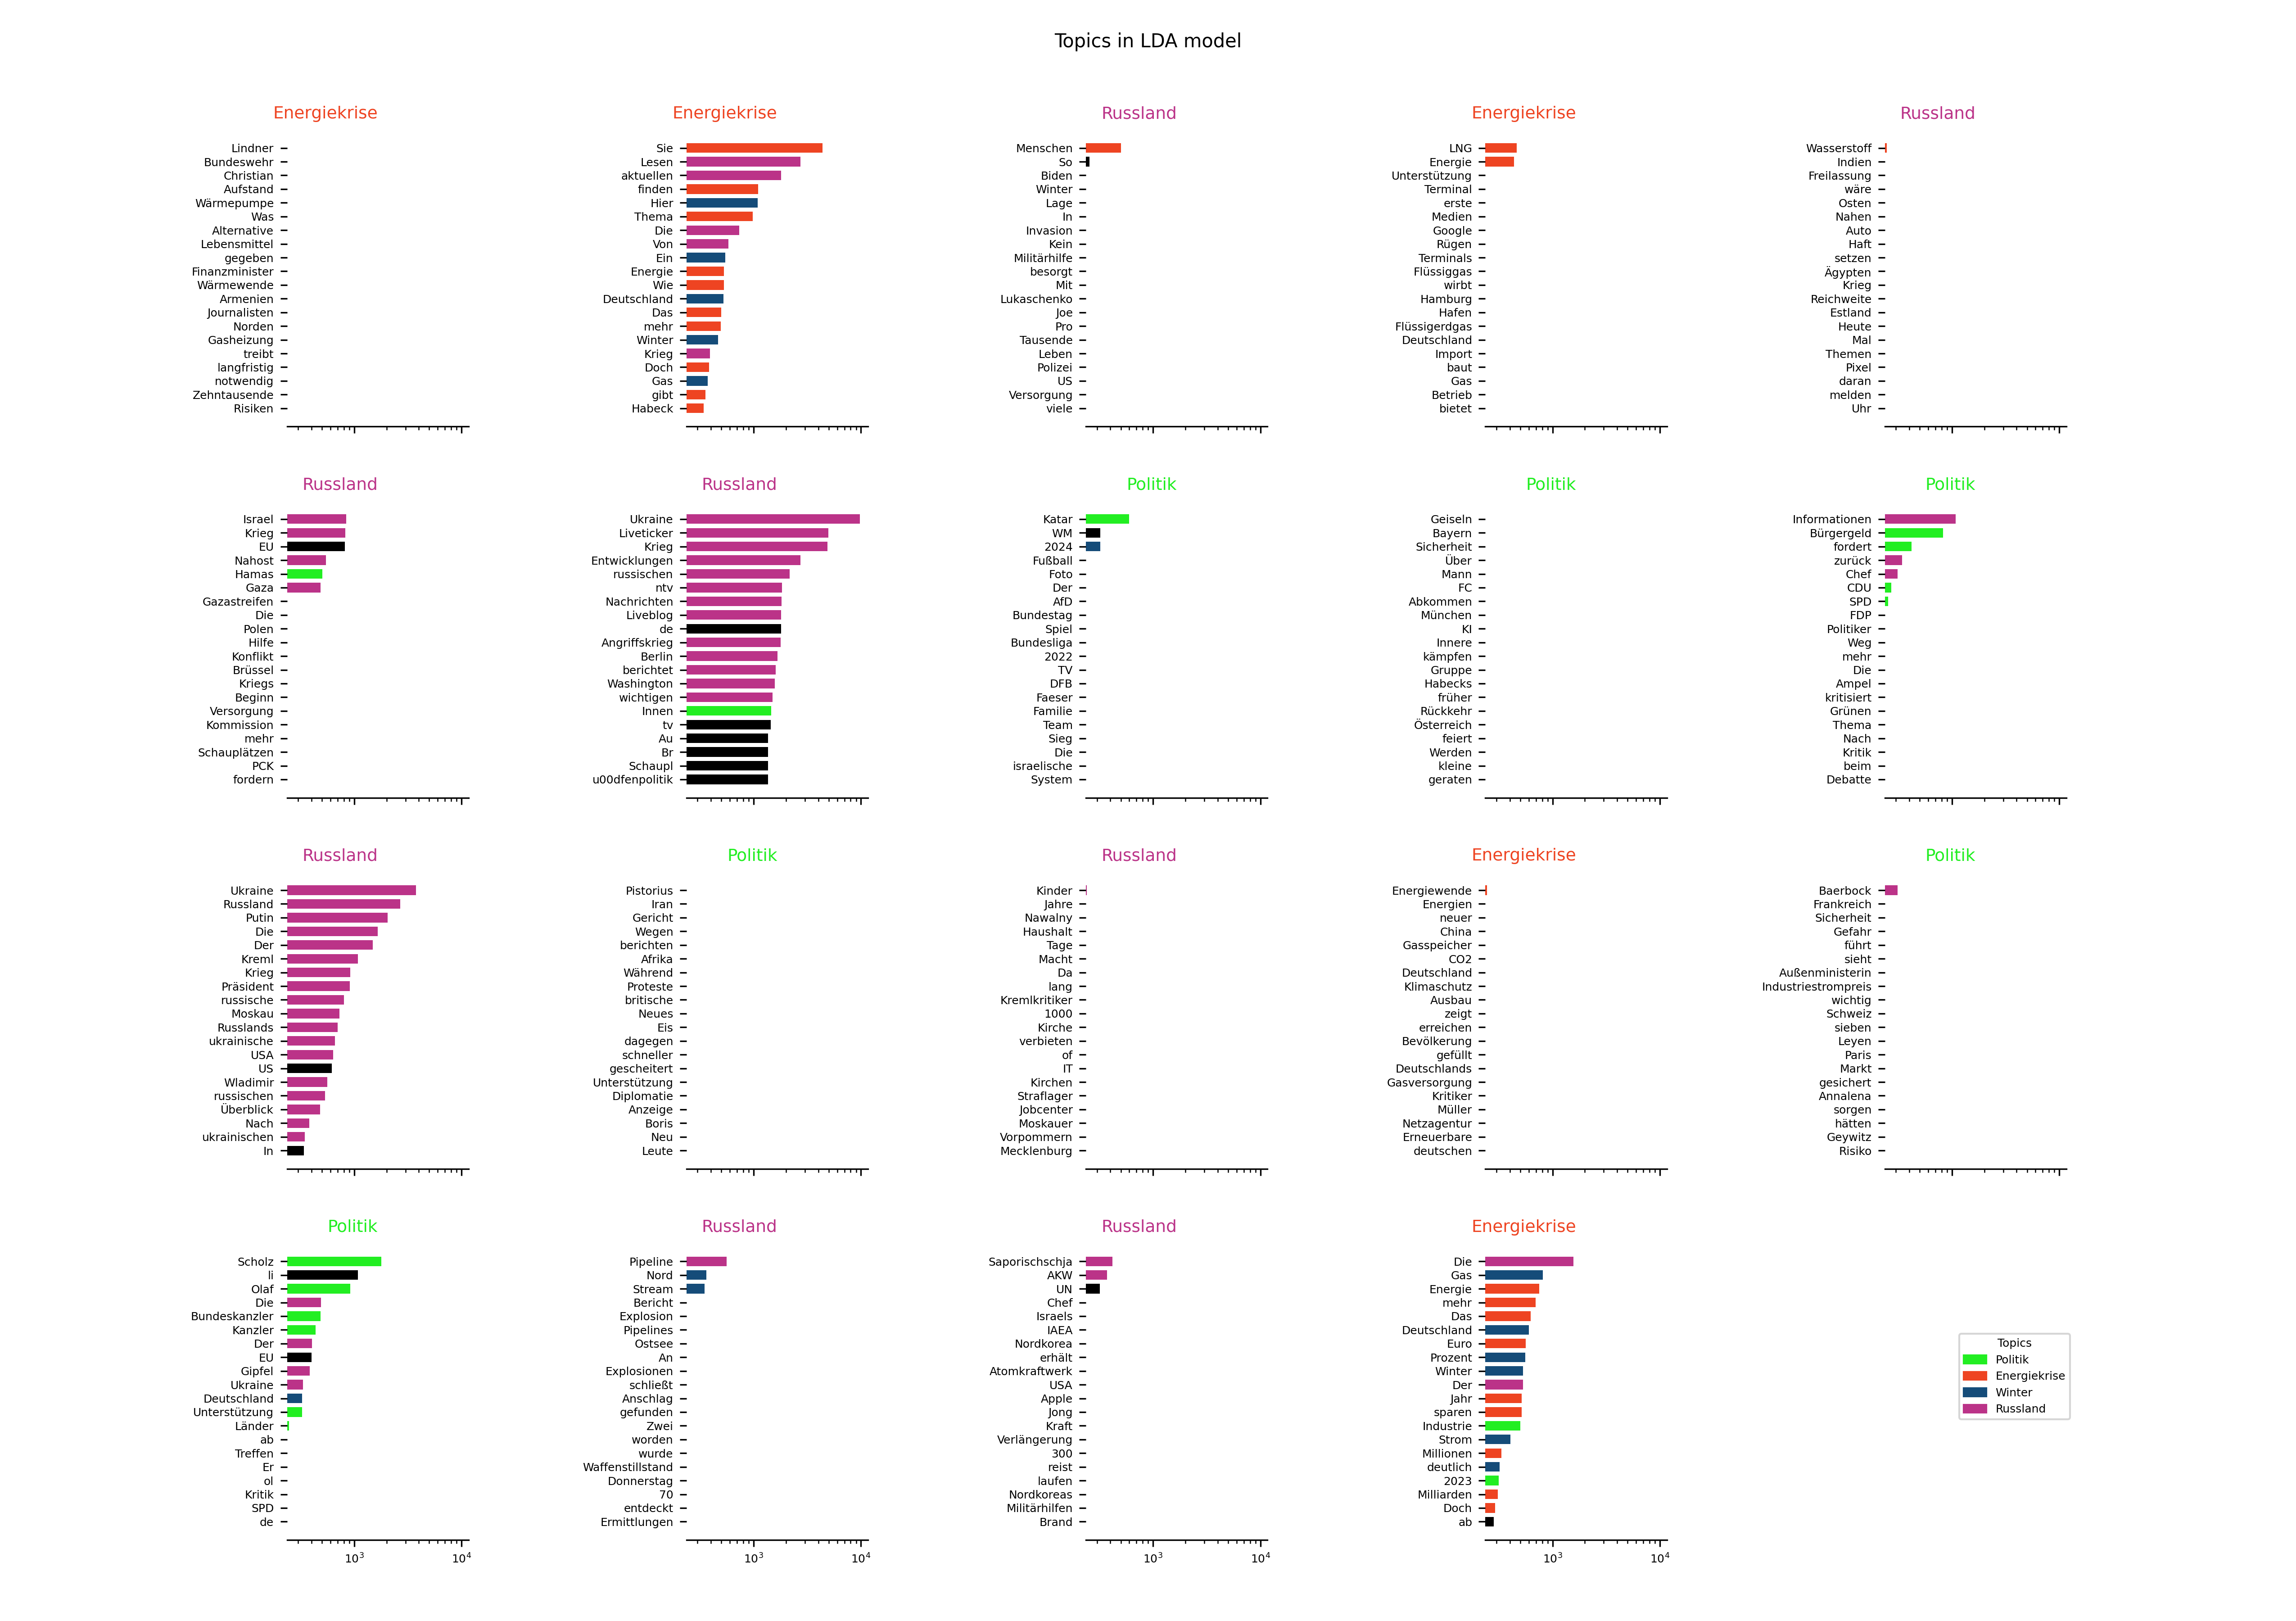 Topics in LDA model
Energiekrise
Lindner
Bundeswehr
Christian
Aufstand
Wärmepumpe
Was
Alternative
Lebensmittel
gegeben
Finanzminister
Wärmewende
Armenien
Journalisten
Norden
Gasheizung
treibt
langfristig
notwendig
Zehntausende
Risiken
Energiekrise
Sie
Lesen
aktuellen
finden
Hier
Thema
Die
Von
Ein
Energie
Wie
Deutschland
Das
mehr
Winter
Krieg
Doch
Gas
gibt
Habeck
Russland
Menschen
So
Biden
Winter
Lage
In
Invasion
Kein
Militärhilfe
besorgt
Mit
Lukaschenko
Joe
Pro
Tausende
Leben
Polizei
US
Versorgung
viele
Energiekrise
LNG
Energie
Unterstützung
Terminal
erste
Medien
Google
Rügen
Terminals
Flüssiggas
wirbt
Hamburg
Hafen
Flüssigerdgas
Deutschland
Import
baut
Gas
Betrieb
bietet
Russland
Wasserstoff
Indien
Freilassung
wäre
Osten
Nahen
Auto
Haft
setzen
Ägypten
Krieg
Reichweite
Estland
Heute
Mal
Themen
Pixel
daran
melden
Uhr
Russland
Israel
Krieg
EU
Nahost
Hamas
Gaza
Gazastreifen
Die
Polen
Hilfe
Konflikt
Brüssel
Kriegs
Beginn
Versorgung
Kommission
mehr
Schauplätzen
PCK
fordern
Russland
Ukraine
Liveticker
Krieg
Entwicklungen
russischen
ntv
Nachrichten
Liveblog
de
Angriffskrieg
Berlin
berichtet
Washington
wichtigen
Innen
tv
Au
Br
Schaupl
u00dfenpolitik
Politik
Katar
WM
2024
Fußball
Foto
Der
AfD
Bundestag
Spiel
Bundesliga
2022
TV
DFB
Faeser
Familie
Team
Sieg
Die
israelische
System
Politik
Geiseln
Bayern
Sicherheit
Über
Mann
FC
Abkommen
München
KI
Innere
kämpfen
Gruppe
Habecks
früher
Rückkehr
Österreich
feiert
Werden
kleine
geraten
Politik
Informationen
Bürgergeld
fordert
zurück
Chef
CDU
SPD
FDP
Politiker
Weg
mehr
Die
Ampel
kritisiert
Grünen
Thema
Nach
Kritik
beim
Debatte
Russland
Ukraine
Russland
Putin
Die
Der
Kreml
Krieg
Präsident
russische
Moskau
Russlands
ukrainische
USA
US
Wladimir
russischen
Überblick
Nach
ukrainischen
In
Politik
Pistorius
Iran
Gericht
Wegen
berichten
Afrika
Während
Proteste
britische
Neues
Eis
dagegen
schneller
gescheitert
Unterstützung
Diplomatie
Anzeige
Boris
Neu
Leute
Russland
Kinder
Jahre
Nawalny
Haushalt
Tage
Macht
Da
lang
Kremlkritiker
1000
Kirche
verbieten
of
IT
Kirchen
Straflager
Jobcenter
Moskauer
Vorpommern
Mecklenburg
Energiekrise
Energiewende
Energien
neuer
China
Gasspeicher
CO2
Deutschland
Klimaschutz
Ausbau
zeigt
erreichen
Bevölkerung
gefüllt
Deutschlands
Gasversorgung
Kritiker
Müller
Netzagentur
Erneuerbare
deutschen
Politik
Baerbock
Frankreich
Sicherheit
Gefahr
führt
sieht
Außenministerin
Industriestrompreis
wichtig
Schweiz
sieben
Leyen
Paris
Markt
gesichert
Annalena
sorgen
hätten
Geywitz
Risiko
Politik
Scholz
li
Olaf
Die
Bundeskanzler
Kanzler
Der
EU
Gipfel
Ukraine
Deutschland
Unterstützung
Länder
ab
Treffen
Er
ol
Kritik
SPD
de
10³ 10⁴
Russland
Pipeline
Nord
Stream
Bericht
Explosion
Pipelines
Ostsee
An
Explosionen
schließt
Anschlag
gefunden
Zwei
worden
wurde
Waffenstillstand
Donnerstag
70
entdeckt
Ermittlungen
10³ 10⁴
Russland
Saporischschja
AKW
UN
Chef
Israels
IAEA
Nordkorea
erhält
Atomkraftwerk
USA
Apple
Jong
Kraft
Verlängerung
300
reist
laufen
Nordkoreas
Militärhilfen
Brand
10³ 10⁴
Energiekrise
Die
Gas
Energie
mehr
Das
Deutschland
Euro
Prozent
Winter
Der
Jahr
sparen
Industrie
Strom
Millionen
deutlich
2023
Milliarden
Doch
ab
10³ 10⁴
Topics
Politik
Energiekrise
Winter
Russland